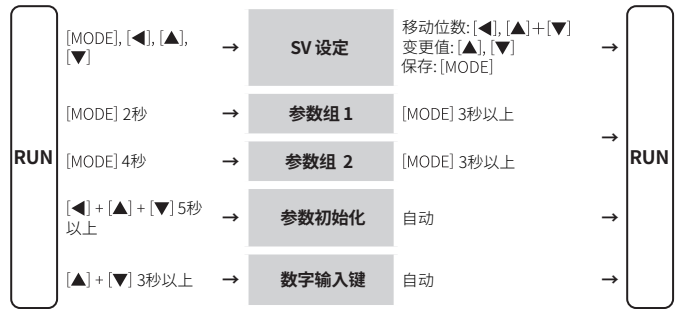 RUN
[MODE], [◀], [▲],
[▼]
→
SV 设定
移动位数: [◀], [▲]+[▼]
变更值: [▲], [▼]
保存: [MODE]
→
[MODE] 2秒
→
参数组 1
[MODE] 3秒以上
→
[MODE] 4秒
→
参数组 2
[MODE] 3秒以上
[◀] + [▲] + [▼] 5秒
以上
→
参数初始化
自动
→
[▲] + [▼] 3秒以上
→
数字输入键
自动
→
RUN